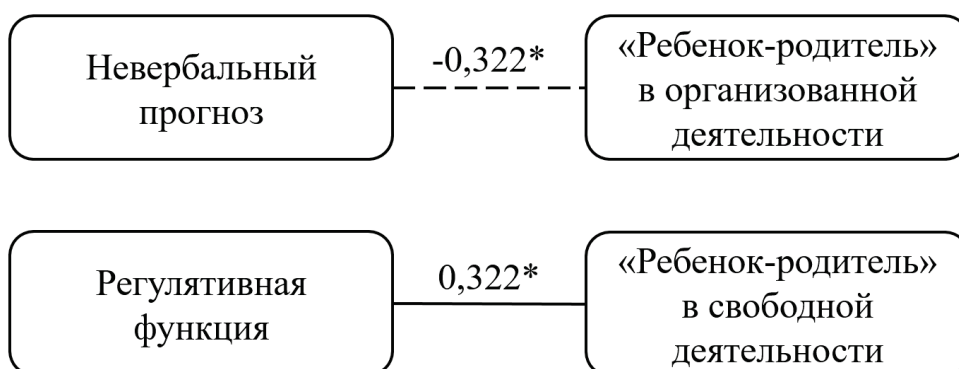 Невербальный
прогноз
-0,322*
«Ребенок-родитель»
в организованной
деятельности
Регулятивная
функция
0,322*
«Ребенок-родитель»
в свободной
деятельности